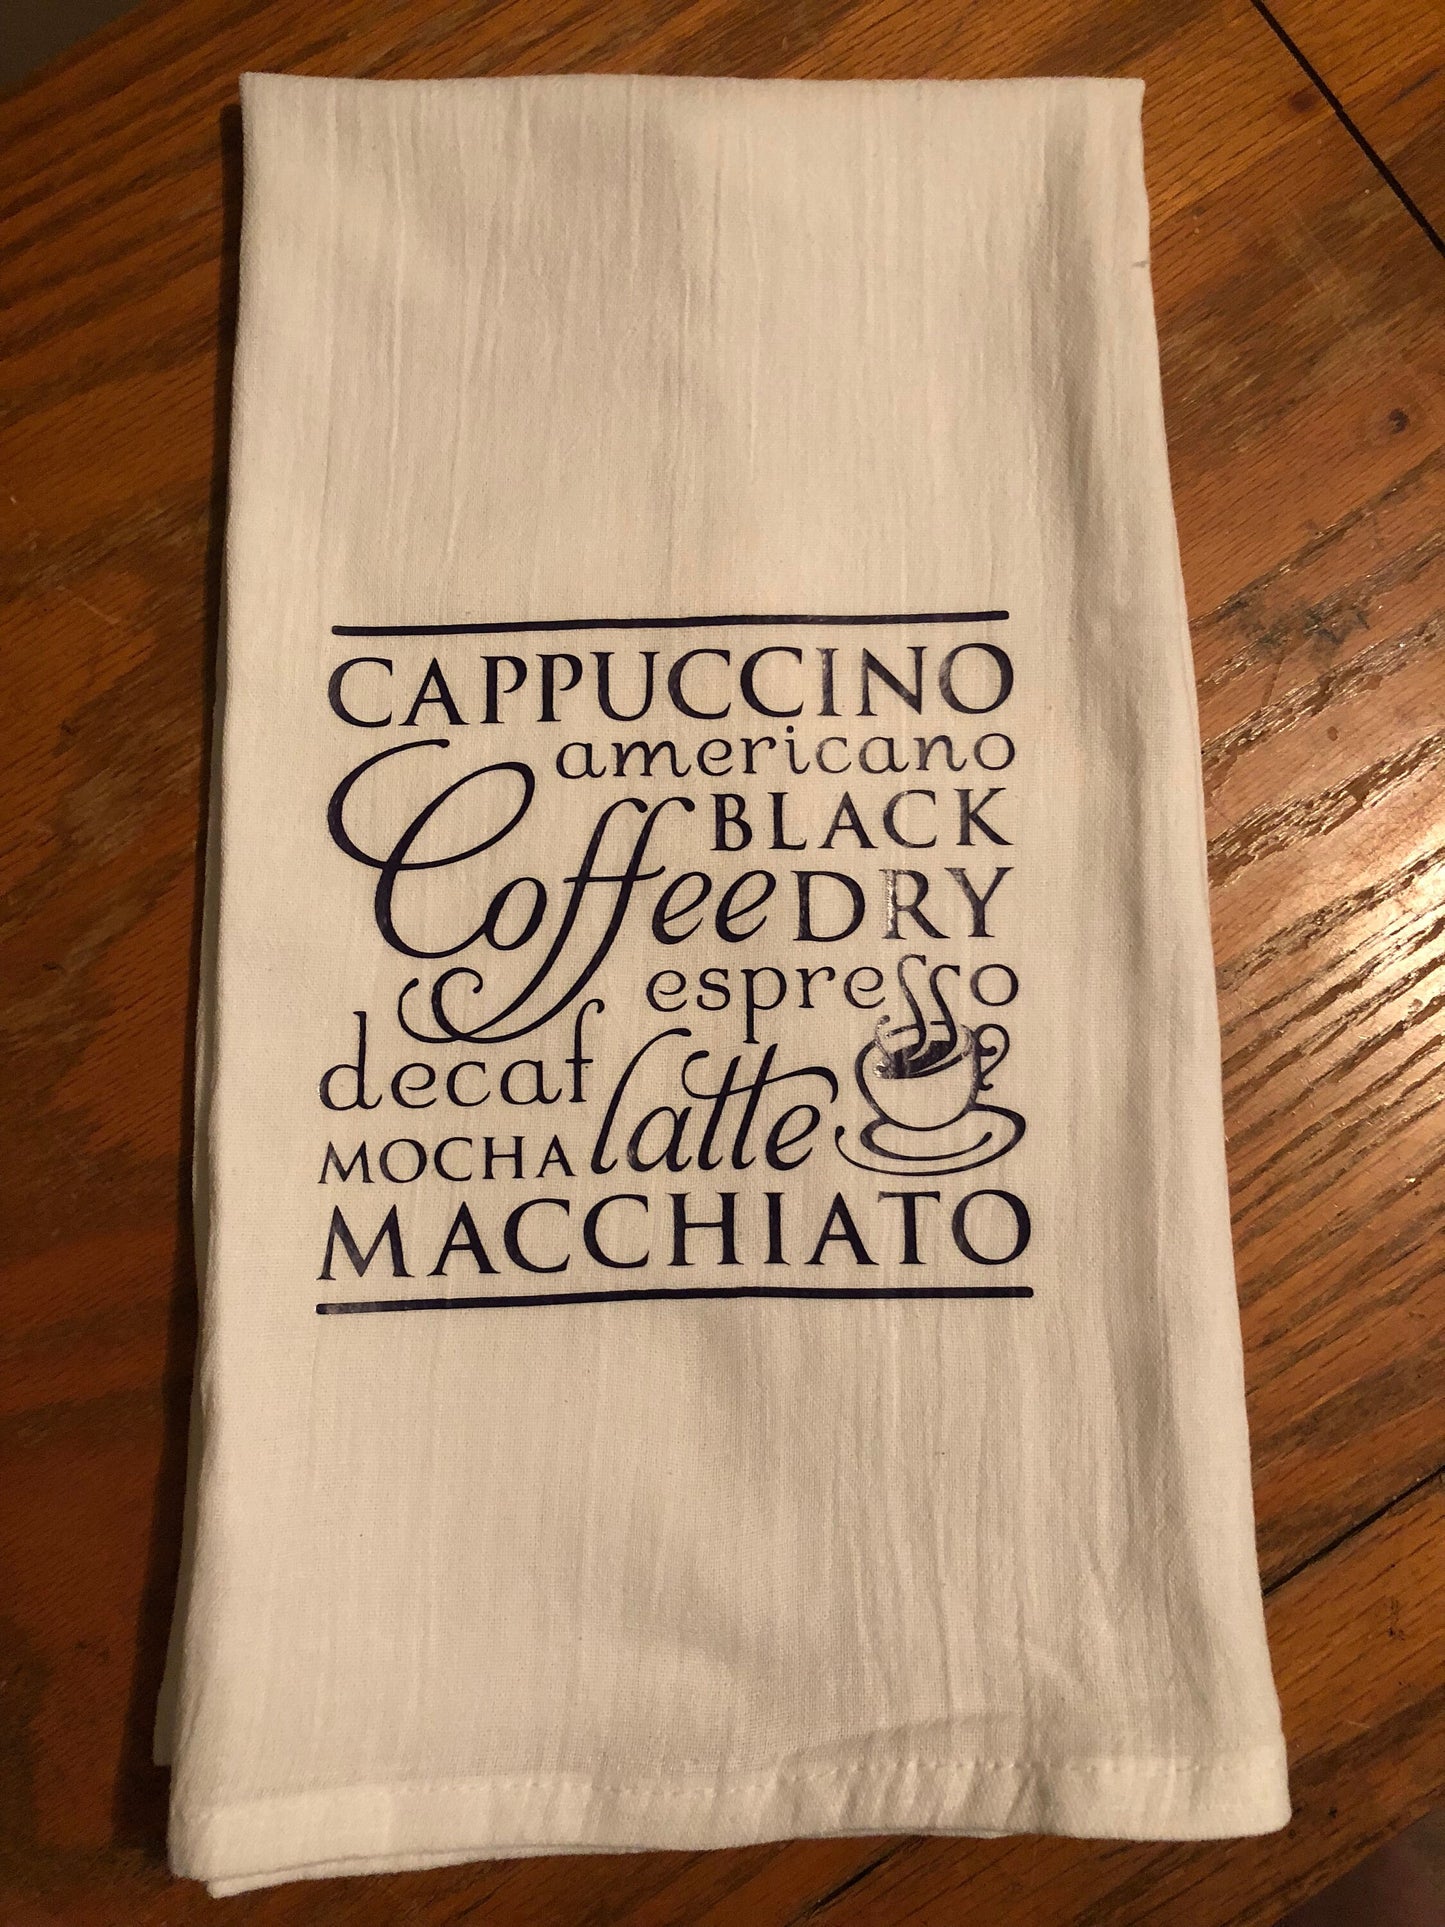 CAPPUCCINO
americano
Coffee BLACK
DRY
espresso
decaf latte
MOCHA
MACCHIATO